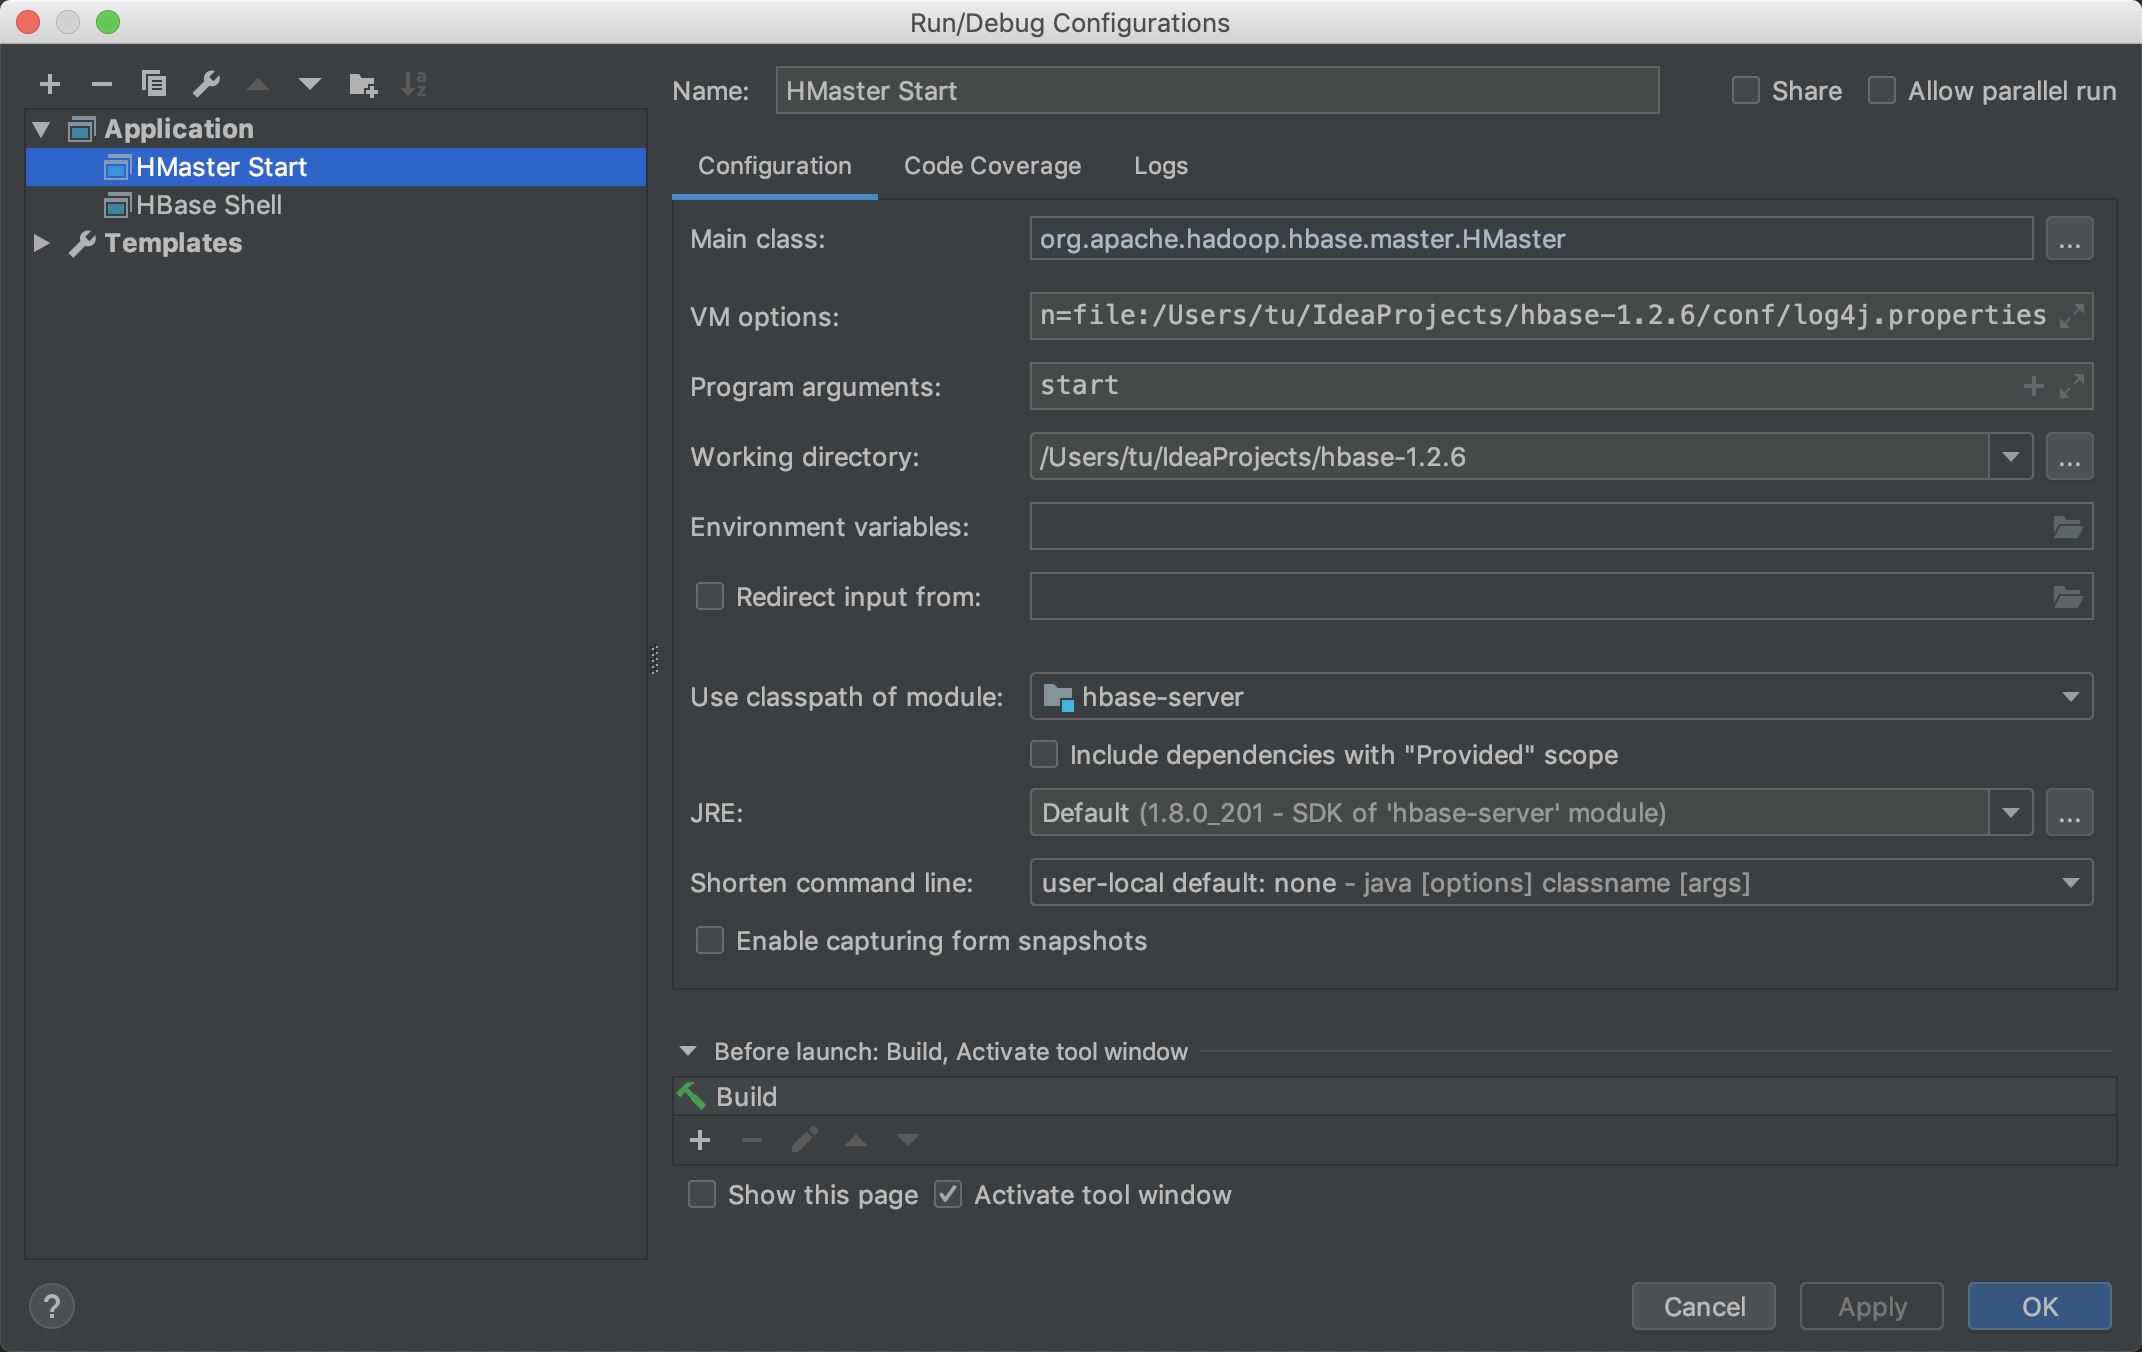 Run/Debug Configurations
Name: HMaster Start Share Allow parallel run
Application
HMaster Start
HBase Shell
Templates
Configuration Code Coverage Logs
Main class: org.apache.hadoop.hbase.master.HMaster ...
VM options: n=file:/Users/tu/IdeaProjects/hbase-1.2.6/conf/log4j.properties
Program arguments: start
Working directory: /Users/tu/IdeaProjects/hbase-1.2.6 ...
Environment variables:
Redirect input from:
Use classpath of module: hbase-server
Include dependencies with "Provided" scope
JRE: Default (1.8.0_201 - SDK of 'hbase-server' module) ...
Shorten command line: user-local default: none - java [options] classname [args]
Enable capturing form snapshots
Before launch: Build, Activate tool window
Build
Show this page Activate tool window
? Cancel Apply OK